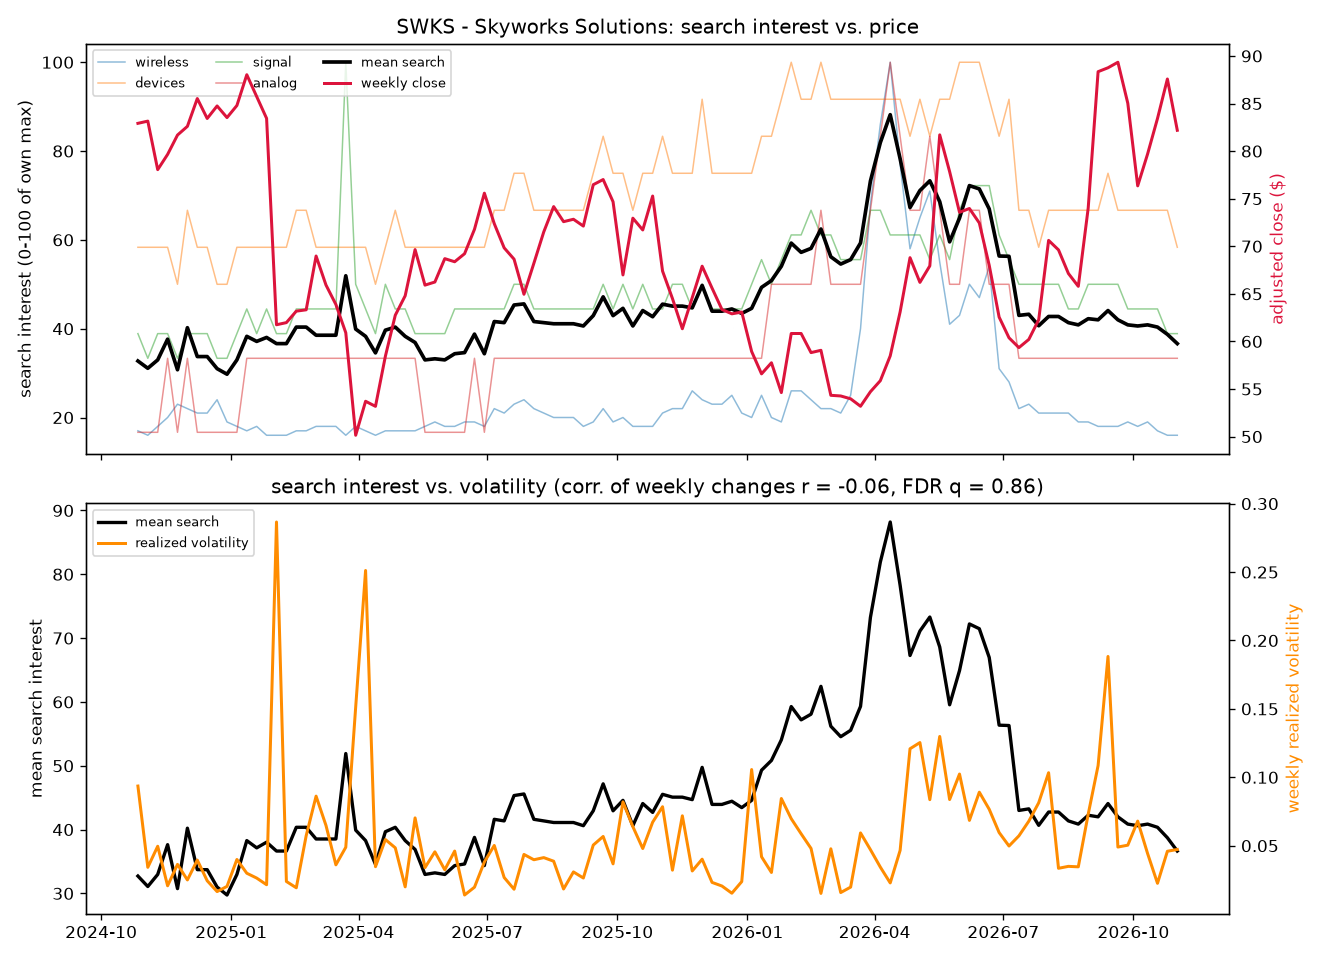 SWKS - Skyworks Solutions: search interest vs. price
wireless
devices
signal
analog
mean search
weekly close
search interest (0-100 of own max)
100
80
60
40
20
adjusted close ($)
90
85
80
75
70
65
60
55
50
search interest vs. volatility (corr. of weekly changes r = -0.06, FDR q = 0.86)
mean search
realized volatility
mean search interest
90
80
70
60
50
40
30
weekly realized volatility
0.30
0.25
0.20
0.15
0.10
0.05
2024-10
2025-01
2025-04
2025-07
2025-10
2026-01
2026-04
2026-07
2026-10